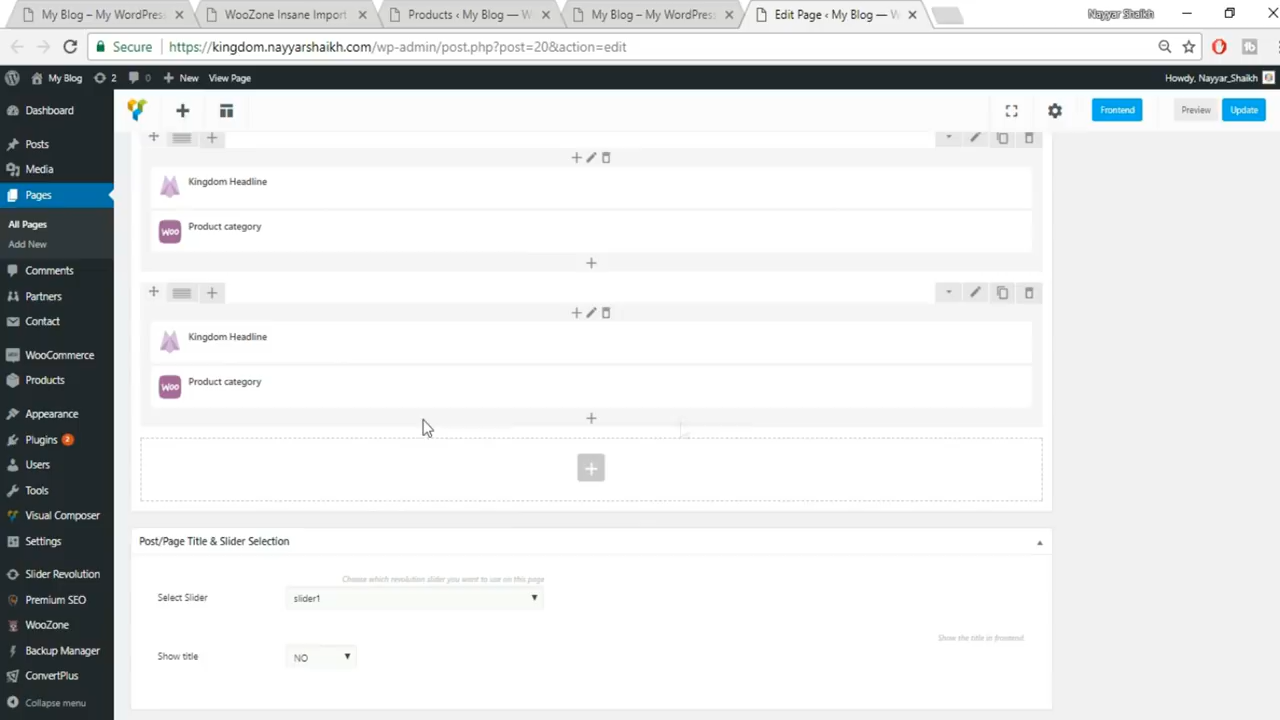 My Blog – My WordPress
WooZone Insane Import
Products ‹ My Blog — W
My Blog – My WordPress
Edit Page ‹ My Blog — W
Nayyar Shaikh
Secure
https://kingdom.nayyarshaikh.com/wp-admin/post.php?post=20&action=edit
My Blog
2
0
New
View Page
Howdy, Nayyar_Shaikh
Dashboard
Posts
Media
Pages
All Pages
Add New
Comments
Partners
Contact
WooCommerce
Products
Appearance
Plugins 2
Users
Tools
Visual Composer
Settings
Slider Revolution
Premium SEO
WooZone
Backup Manager
ConvertPlus
Collapse menu
Frontend
Preview
Update
Kingdom Headline
Woo
Product category
Kingdom Headline
Woo
Product category
Post/Page Title & Slider Selection
Choose which revolution slider you want to use on this page
Select Slider
slider1
Show the title in frontend
Show title
NO